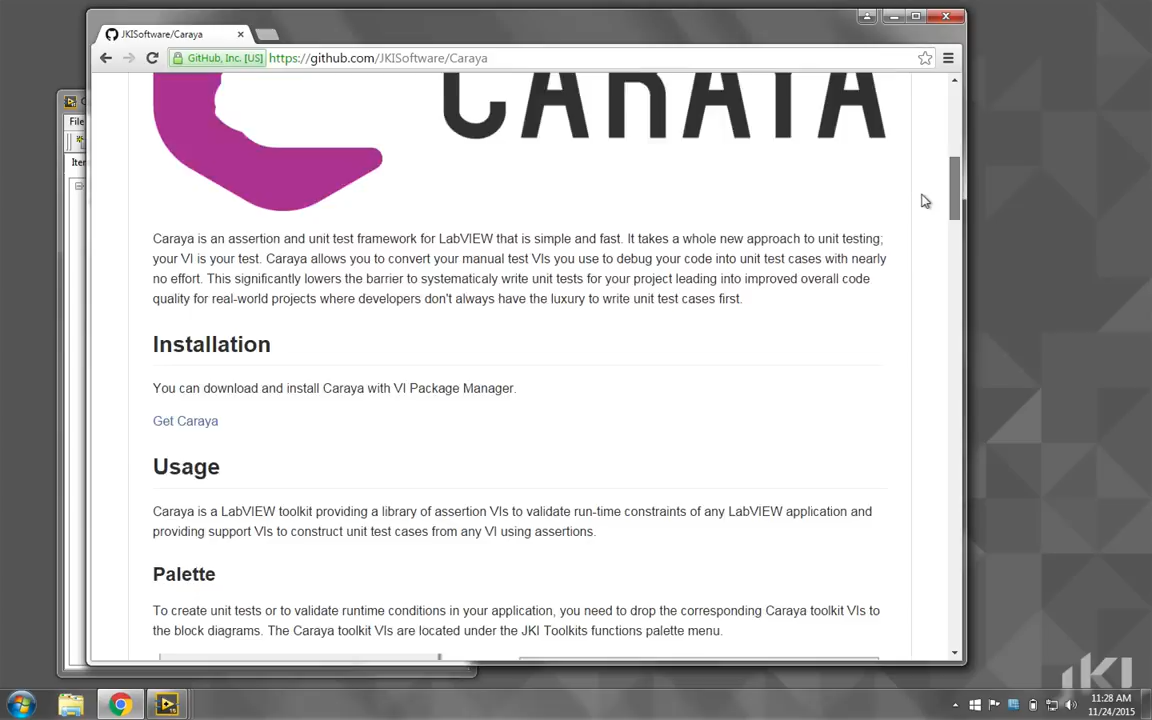 JKISoftware/Caraya
GitHub, Inc. [US] https://github.com/JKISoftware/Caraya
File
Item
CARAYA
Caraya is an assertion and unit test framework for LabVIEW that is simple and fast. It takes a whole new approach to unit testing;
your VI is your test. Caraya allows you to convert your manual test VIs you use to debug your code into unit test cases with nearly
no effort. This significantly lowers the barrier to systematicaly write unit tests for your project leading into improved overall code
quality for real-world projects where developers don't always have the luxury to write unit test cases first.
Installation
You can download and install Caraya with VI Package Manager.
Get Caraya
Usage
Caraya is a LabVIEW toolkit providing a library of assertion VIs to validate run-time constraints of any LabVIEW application and
providing support VIs to construct unit test cases from any VI using assertions.
Palette
To create unit tests or to validate runtime conditions in your application, you need to drop the corresponding Caraya toolkit VIs to
the block diagrams. The Caraya toolkit VIs are located under the JKI Toolkits functions palette menu.
JKI
11:28 AM
11/24/2015